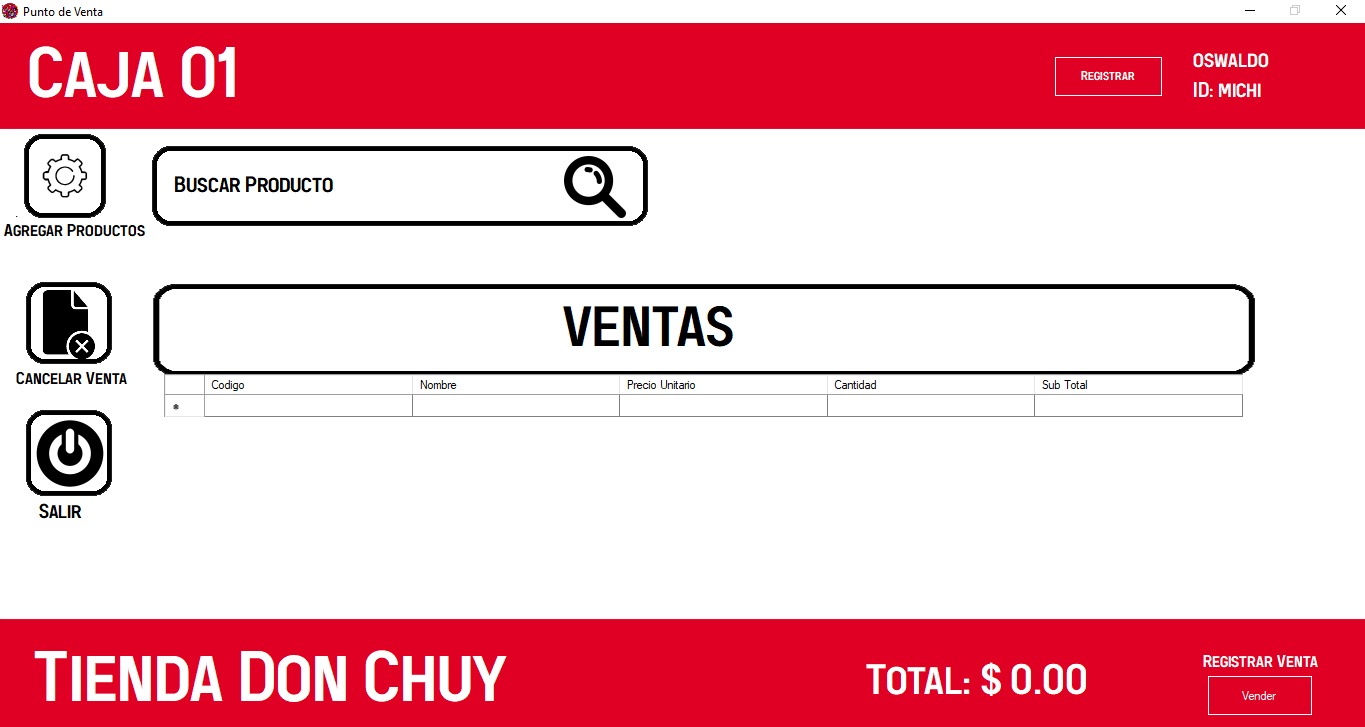 Punto de Venta
CAJA 01
REGISTRAR
OSWALDO
ID: MICHI
BUSCAR PRODUCTO
AGREGAR PRODUCTOS
VENTAS
CANCELAR VENTA
Codigo Nombre Precio Unitario Cantidad Sub Total
*
SALIR
TIENDA DON CHUY
TOTAL: $ 0.00
REGISTRAR VENTA
Vender